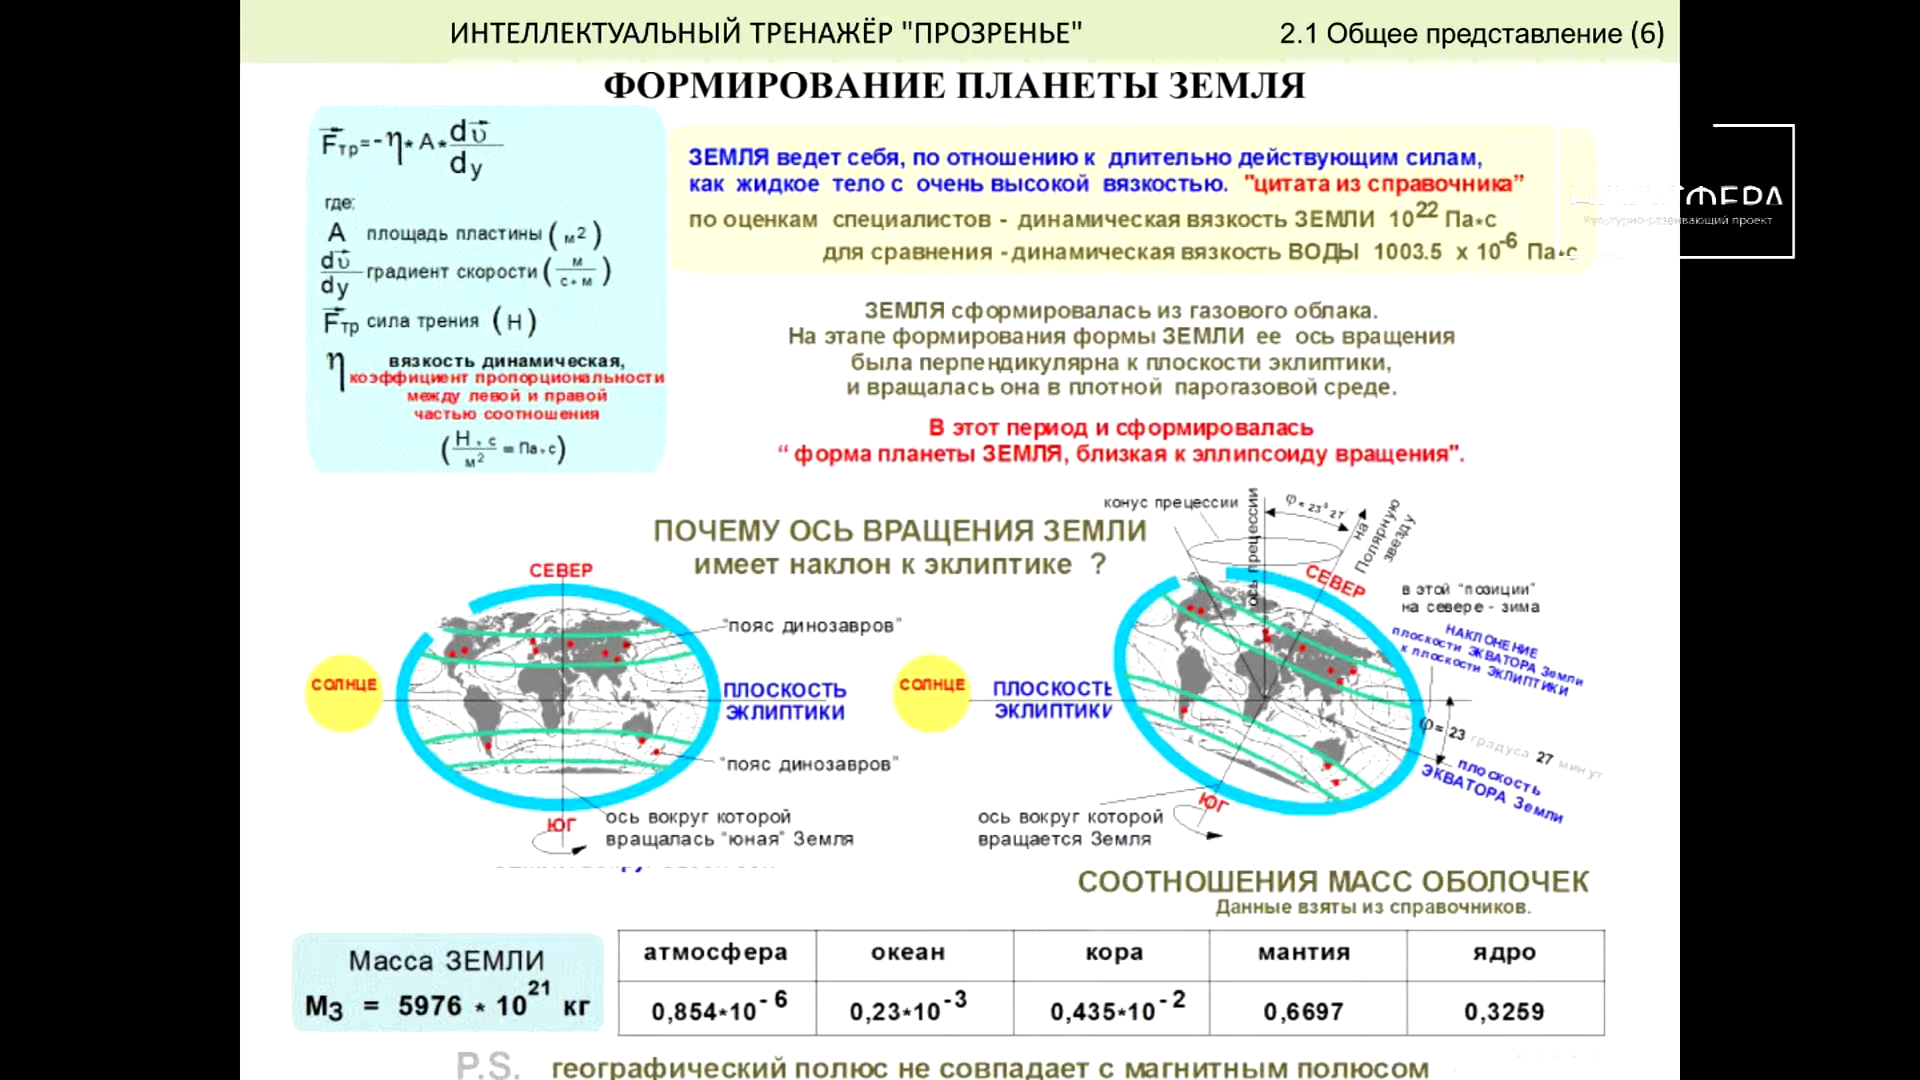 ИНТЕЛЛЕКТУАЛЬНЫЙ ТРЕНАЖЁР "ПРОЗРЕНЬЕ"
2.1 Общее представление (6)
ФОРМИРОВАНИЕ ПЛАНЕТЫ ЗЕМЛЯ
Fтр=-η*A*dυ/dy
где:
A площадь пластины (м²)
dυ/dy градиент скорости (м/с*м)
Fтр сила трения (Н)
η вязкость динамическая,
коэффициент пропорциональности
между левой и правой
частью соотношения
(Н*с/м² = Па*с)
ЗЕМЛЯ ведет себя, по отношению к длительно действующим силам,
как жидкое тело с очень высокой вязкостью. "цитата из справочника"
по оценкам специалистов - динамическая вязкость ЗЕМЛИ 10²² Па*с
для сравнения - динамическая вязкость ВОДЫ 1003.5 x 10⁻⁶ Па*с
Культурно-развивающий проект
ЗЕМЛЯ сформировалась из газового облака.
На этапе формирования формы ЗЕМЛИ ее ось вращения
была перпендикулярна к плоскости эклиптики,
и вращалась она в плотной парогазовой среде.
В этот период и сформировалась
“ форма планеты ЗЕМЛЯ, близкая к эллипсоиду вращения".
ПОЧЕМУ ОСЬ ВРАЩЕНИЯ ЗЕМЛИ
имеет наклон к эклиптике ?
СЕВЕР
СОЛНЦЕ
"пояс динозавров"
ПЛОСКОСТЬ
ЭКЛИПТИКИ
"пояс динозавров"
ЮГ
ось вокруг которой
вращалась "юная" Земля
конус прецессии
ось прецессии
φ = 23° 27'
на
Полярную
звезду
СЕВЕР
в этой "позиции"
на севере - зима
НАКЛОНЕНИЕ
плоскости ЭКВАТОРА Земли
к плоскости ЭКЛИПТИКИ
СОЛНЦЕ
ПЛОСКОСТЬ
ЭКЛИПТИКИ
φ = 23 градуса 27 минут
плоскость
ЭКВАТОРА Земли
ЮГ
ось вокруг которой
вращается Земля
СООТНОШЕНИЯ МАСС ОБОЛОЧЕК
Данные взяты из справочников.
Масса ЗЕМЛИ
Мз = 5976 * 10²¹ кг
атмосфера океан кора мантия ядро
0,854*10⁻⁶ 0,23*10⁻³ 0,435*10⁻² 0,6697 0,3259
P.S. географический полюс не совпадает с магнитным полюсом